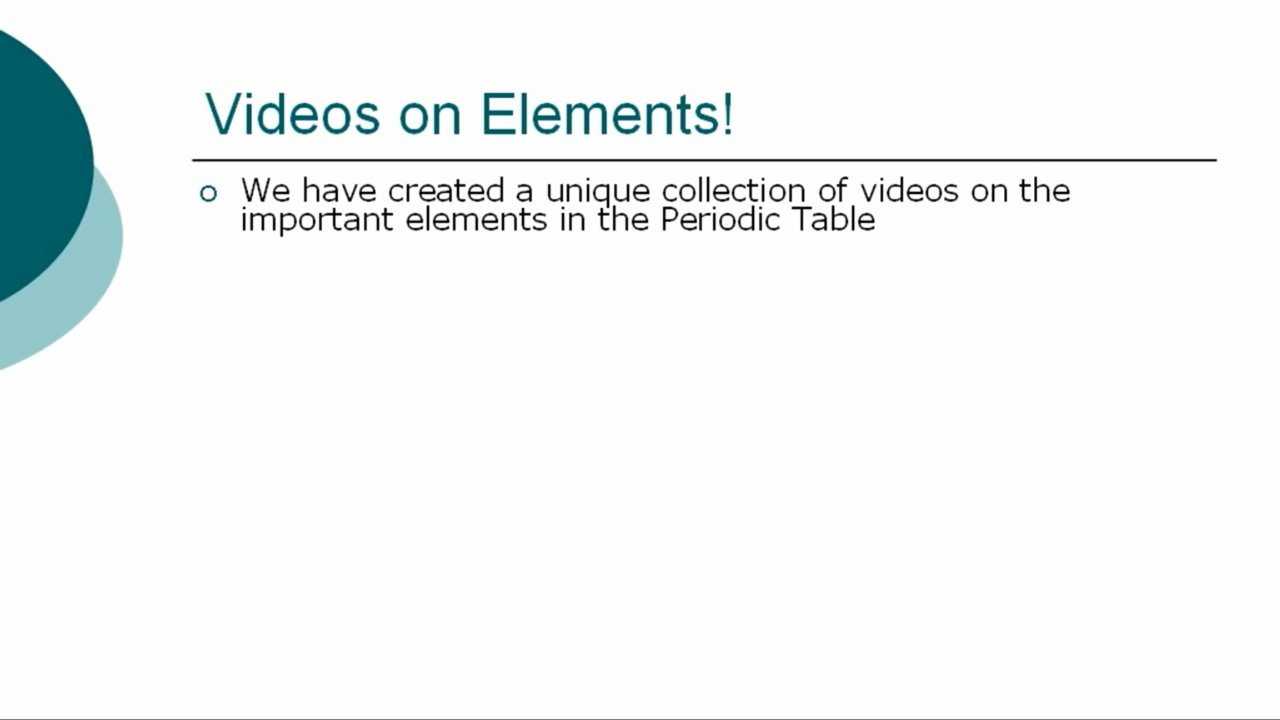 Videos on Elements!
We have created a unique collection of videos on the
important elements in the Periodic Table